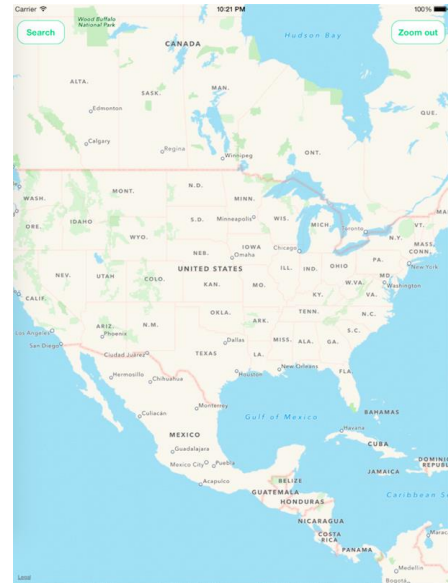 Carrier
10:21 PM
100%
Search
Zoom out
Wood Buffalo
National Park
Hudson Bay
CANADA
ALTA.
MAN.
SASK.
Edmonton
Calgary
Regina
Winnipeg
ONT.
WASH.
MONT.
N.D.
MINN.
ORE.
IDAHO
S.D.
Minneapolis
WIS.
MICH.
Toronto
VT.
N.Y.
MASS.
CONN.
WYO.
IOWA
Chicago
NEB.
Omaha
PA.
New York
UNITED STATES
ILL.
IND.
OHIO
MD.
Washington
NEV.
UTAH
COLO.
KAN.
MO.
W.VA.
VA.
KY.
CALIF.
OKLA.
TENN.
N.C.
ARK.
Los Angeles
ARIZ.
Phoenix
N.M.
S.C.
San Diego
Dallas
MISS.
ALA.
GA.
Ciudad Juárez
TEXAS
LA.
Hermosillo
Chihuahua
Houston
New Orleans
FLA.
Culiacán
Monterrey
Gulf of Mexico
BAHAMAS
MEXICO
Havana
Guadalajara
CUBA
Mexico City
Puebla
DOMINI
REPUBL
Acapulco
BELIZE
JAMAICA
GUATEMALA
HONDURAS
Caribbean Se
NICARAGUA
COSTA
RICA
Marac
PANAMA
Medellín
Bogota
Legal